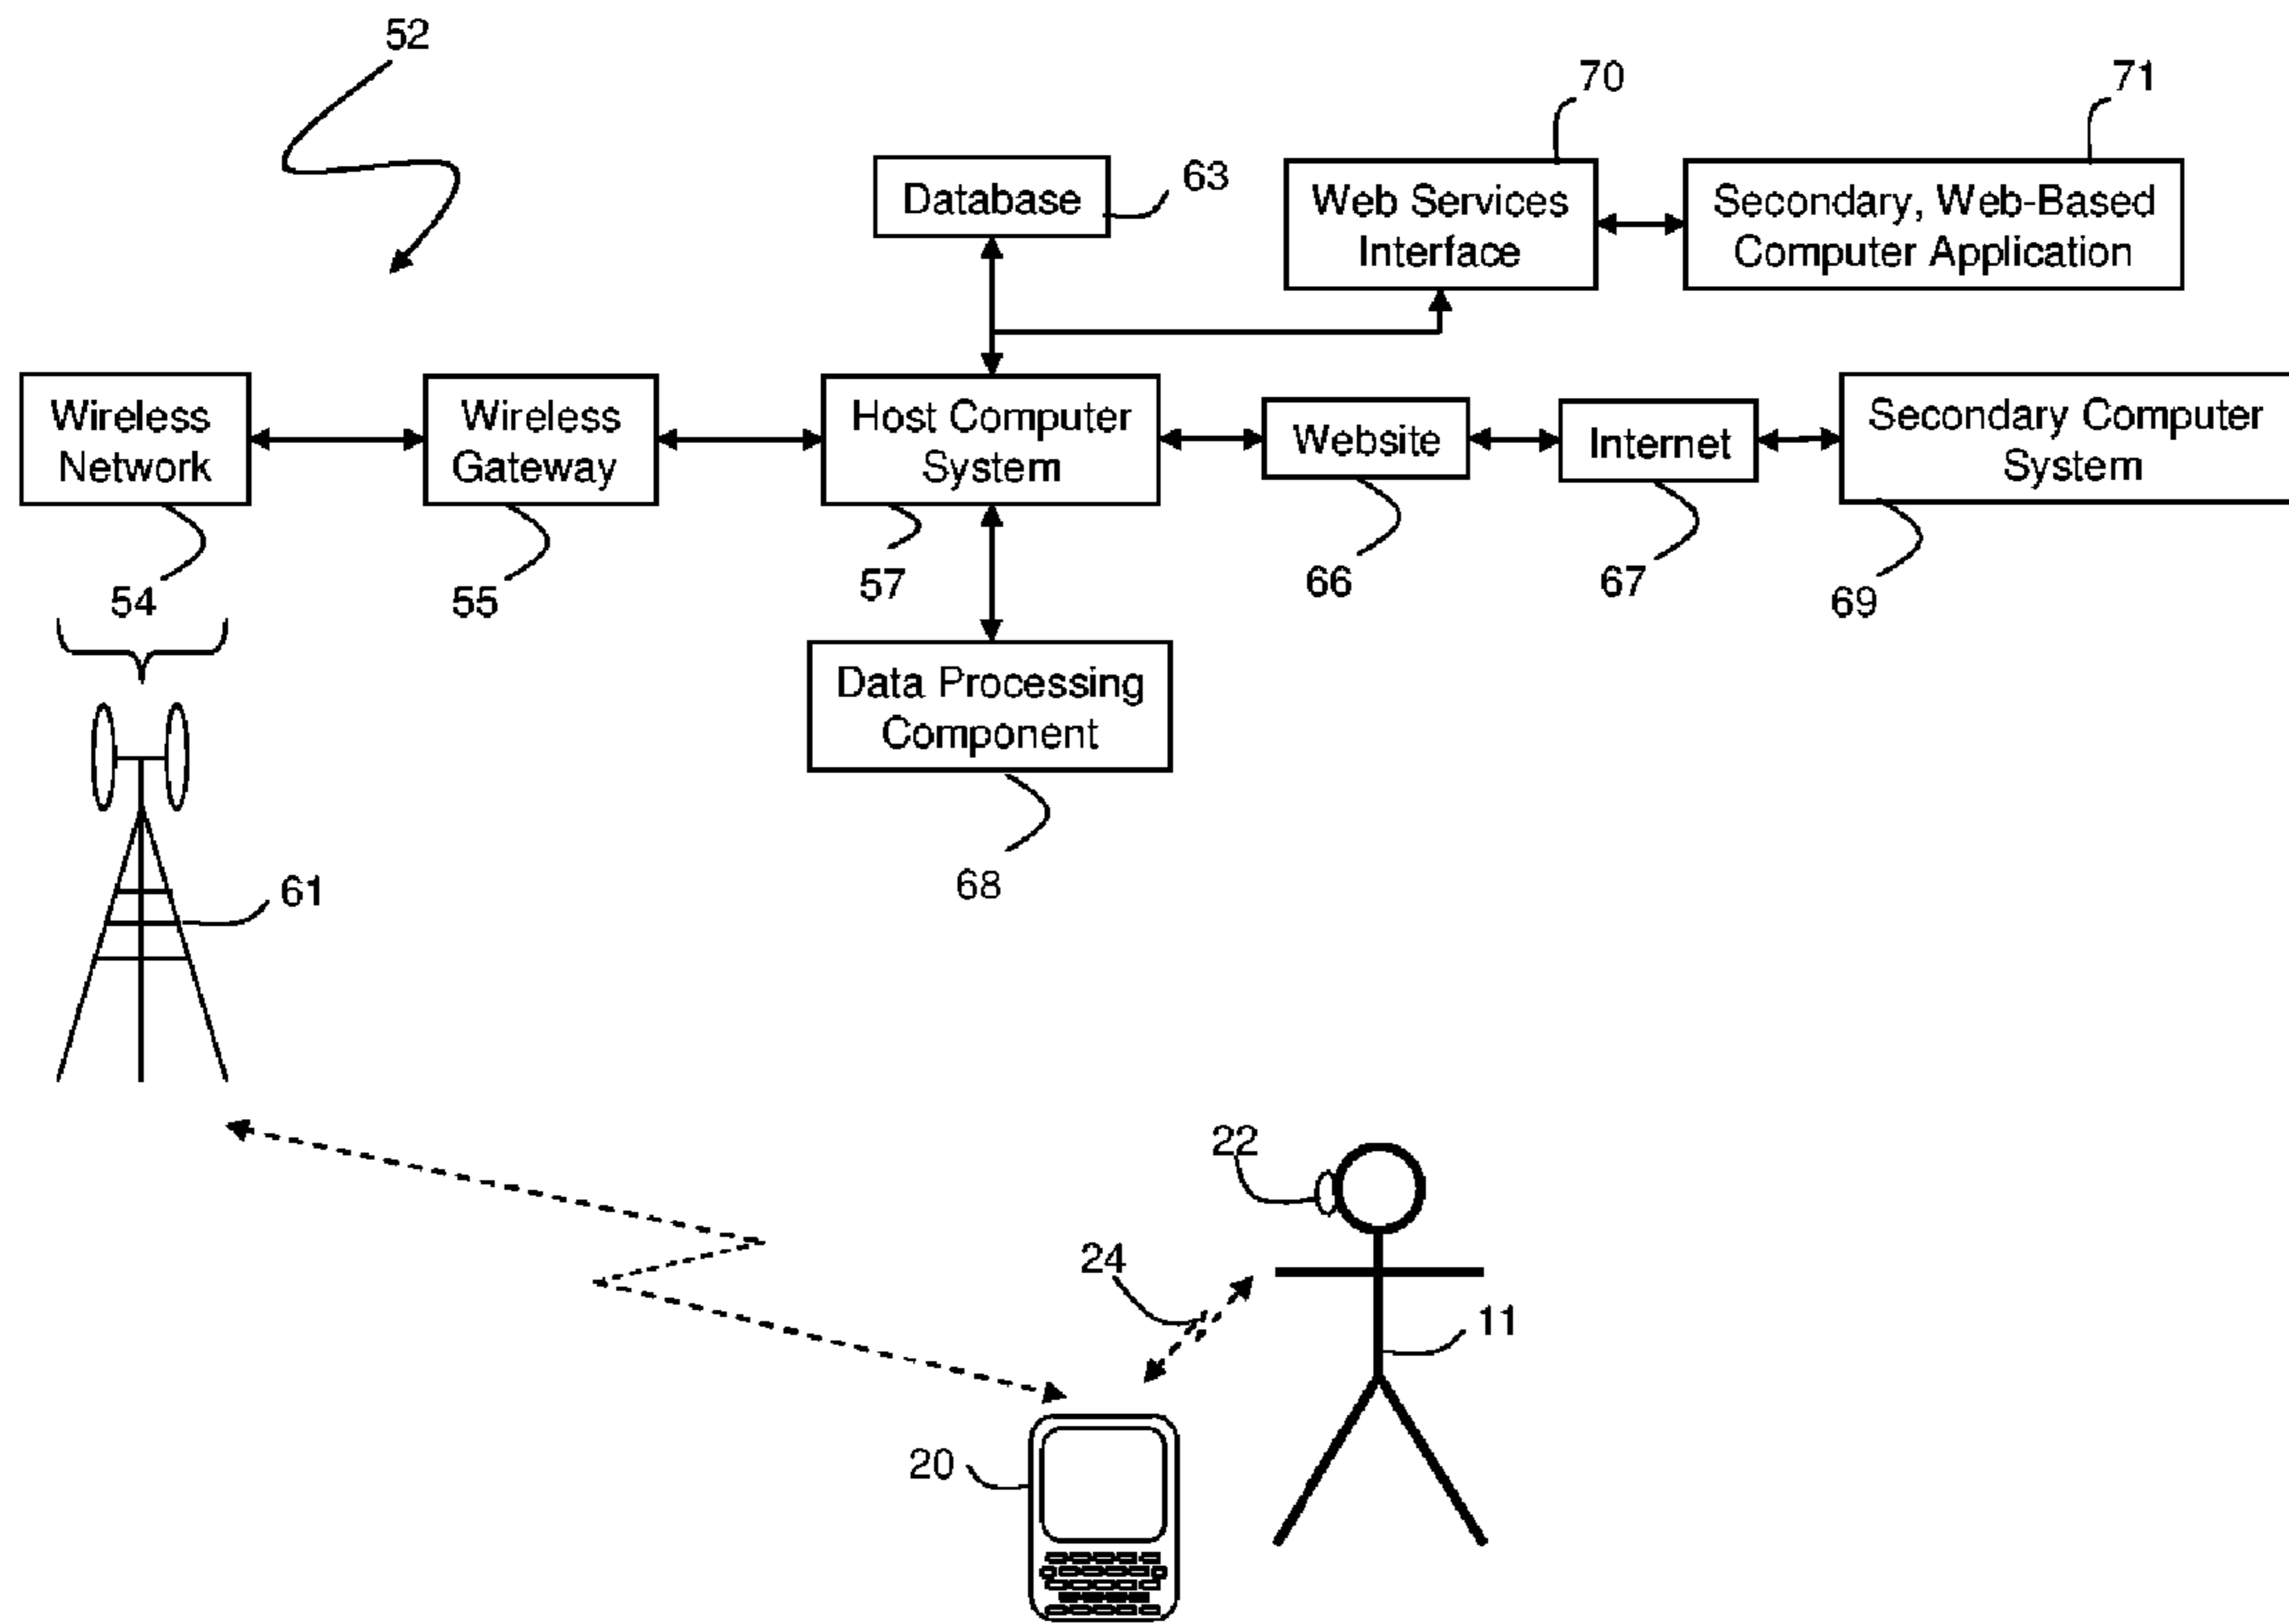 52
70
71
Database
63
Web Services
Interface
Secondary, Web-Based
Computer Application
Wireless
Network
Wireless
Gateway
Host Computer
System
Website
Internet
Secondary Computer
System
54
55
57
66
67
69
Data Processing
Component
68
61
22
24
11
20